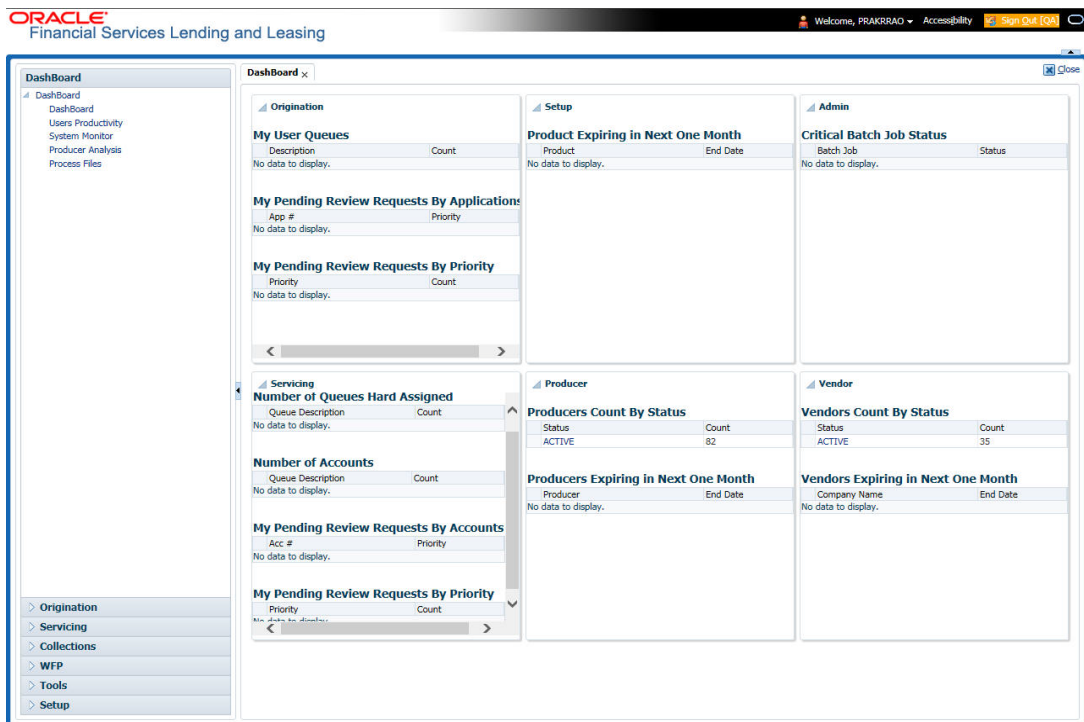 ORACLE
Financial Services Lending and Leasing
Welcome, PRAKRRAO
Accessibility
Sign Out [QA]
DashBoard
DashBoard
DashBoard
Users Productivity
System Monitor
Producer Analysis
Process Files
Origination
Servicing
Collections
WFP
Tools
Setup
DashBoard
Close
Origination
My User Queues
Description Count
No data to display.
My Pending Review Requests By Applications
App # Priority
No data to display.
My Pending Review Requests By Priority
Priority Count
No data to display.
Setup
Product Expiring in Next One Month
Product End Date
No data to display.
Admin
Critical Batch Job Status
Batch Job Status
No data to display.
Servicing
Number of Queues Hard Assigned
Queue Description Count
No data to display.
Number of Accounts
Queue Description Count
No data to display.
My Pending Review Requests By Accounts
Acc # Priority
No data to display.
My Pending Review Requests By Priority
Priority Count
No data to display.
Producer
Producers Count By Status
Status Count
ACTIVE 82
Producers Expiring in Next One Month
Producer End Date
No data to display.
Vendor
Vendors Count By Status
Status Count
ACTIVE 35
Vendors Expiring in Next One Month
Company Name End Date
No data to display.